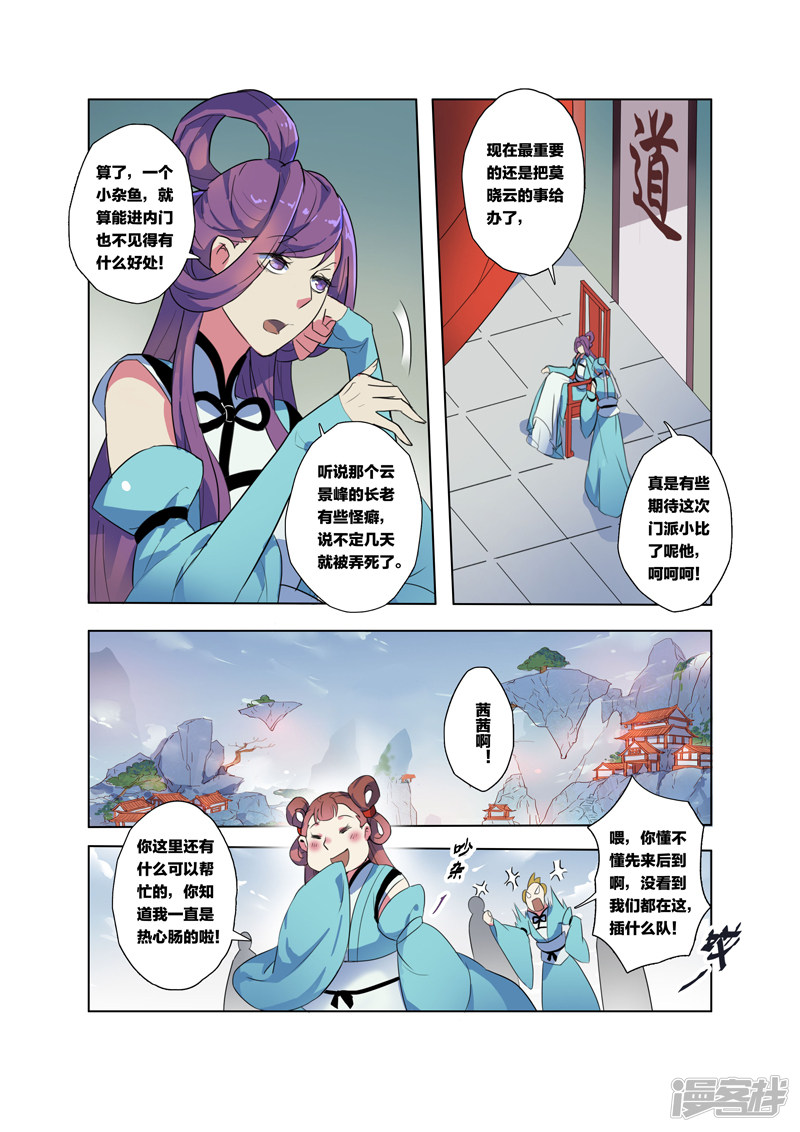 算了，一个
小杂鱼，就
算能进内门
也不见得有
什么好处！
听说那个云
景峰的长老
有些怪癖，
说不定几天
就被弄死了。
现在最重要
的还是把莫
晓云的事给
办了，
道
真是有些
期待这次
门派小比
了呢他，
呵呵呵！
茜
茜
啊
！
你这里还有
什么可以帮
忙的，你知
道我一直是
热心肠的啦！
吵
杂
喂，你懂不
懂先来后到
啊，没看到
我们都在这，
插什么队！
漫客栈